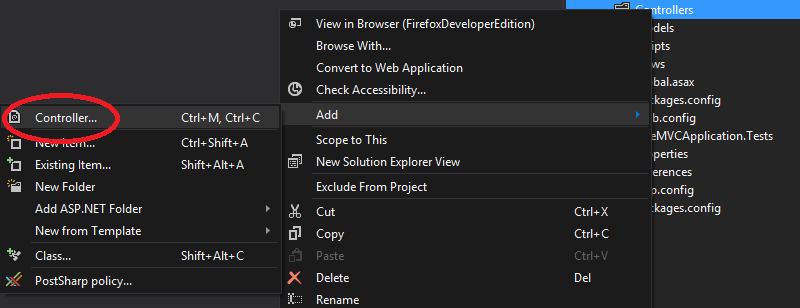 Controller... Ctrl+M, Ctrl+C
New Item... Ctrl+Shift+A
Existing Item... Shift+Alt+A
New Folder
Add ASP.NET Folder
New from Template
Class... Shift+Alt+C
PostSharp policy...
View in Browser (FirefoxDeveloperEdition)
Browse With...
Convert to Web Application
Check Accessibility...
Add
Scope to This
New Solution Explorer View
Exclude From Project
Cut Ctrl+X
Copy Ctrl+C
Paste Ctrl+V
Delete Del
Rename
Controllers
dels
ipts
ws
bal.asax
ckages.config
b.config
eMVCApplication.Tests
perties
erences
p.config
ckages.config